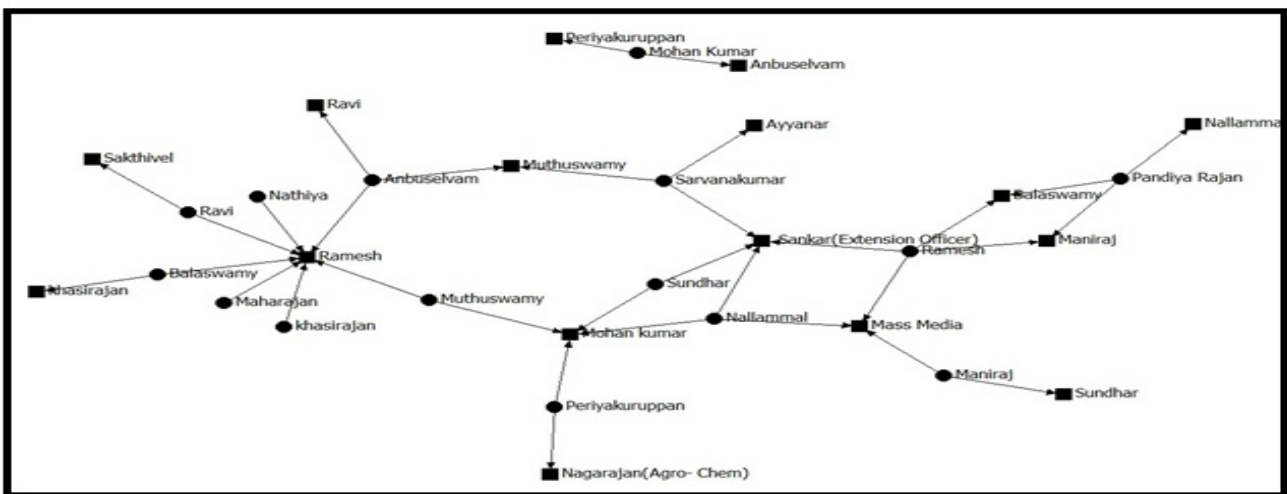 Periyakuruppan
Mohan Kumar
Anbuselvam
Ravi
Ayyanar
Nallamma
Sakthivel
Muthuswamy
Anbuselvam
Sarvanakumar
Pandiya Rajan
Nathiya
Balaswamy
Ravi
Sankar(Extension Officer)
Maniraj
Ramesh
Ramesh
Balaswamy
Sundhar
khasirajan
Maharajan
Muthuswamy
khasirajan
Nallammal
Mass Media
Mohan kumar
Maniraj
Sundhar
Periyakuruppan
Nagarajan(Agro- Chem)